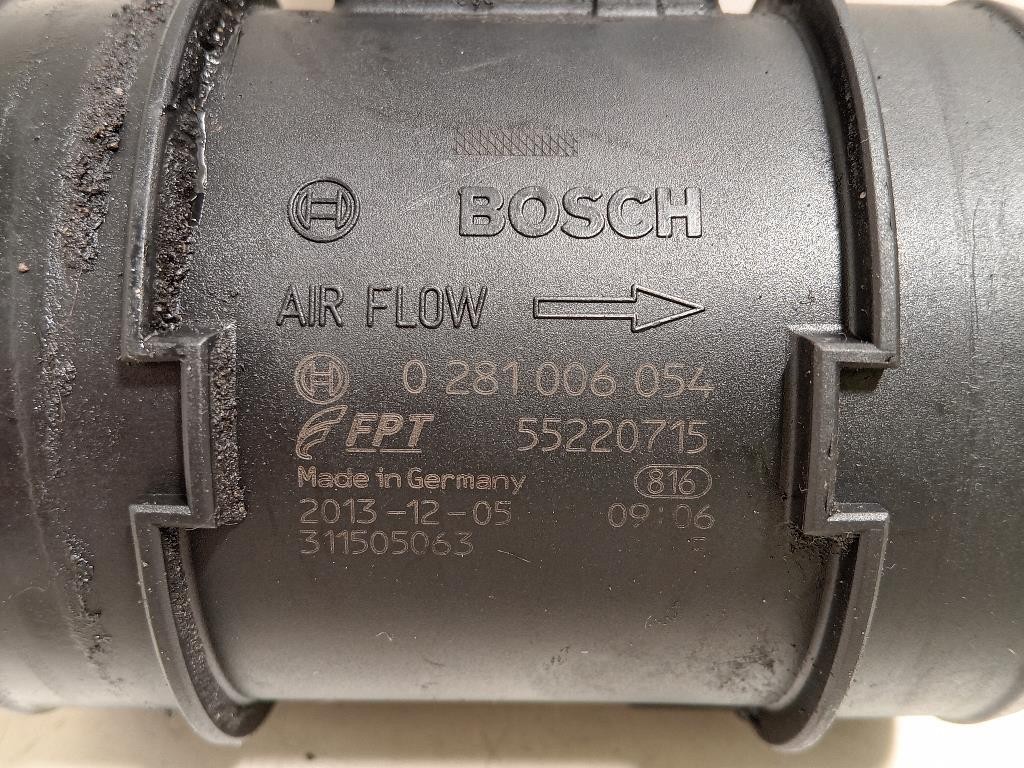 BOSCH
AIR FLOW
0 281 006 054
FPT 55220715
Made in Germany 816
2013-12-05 09:06
311505063